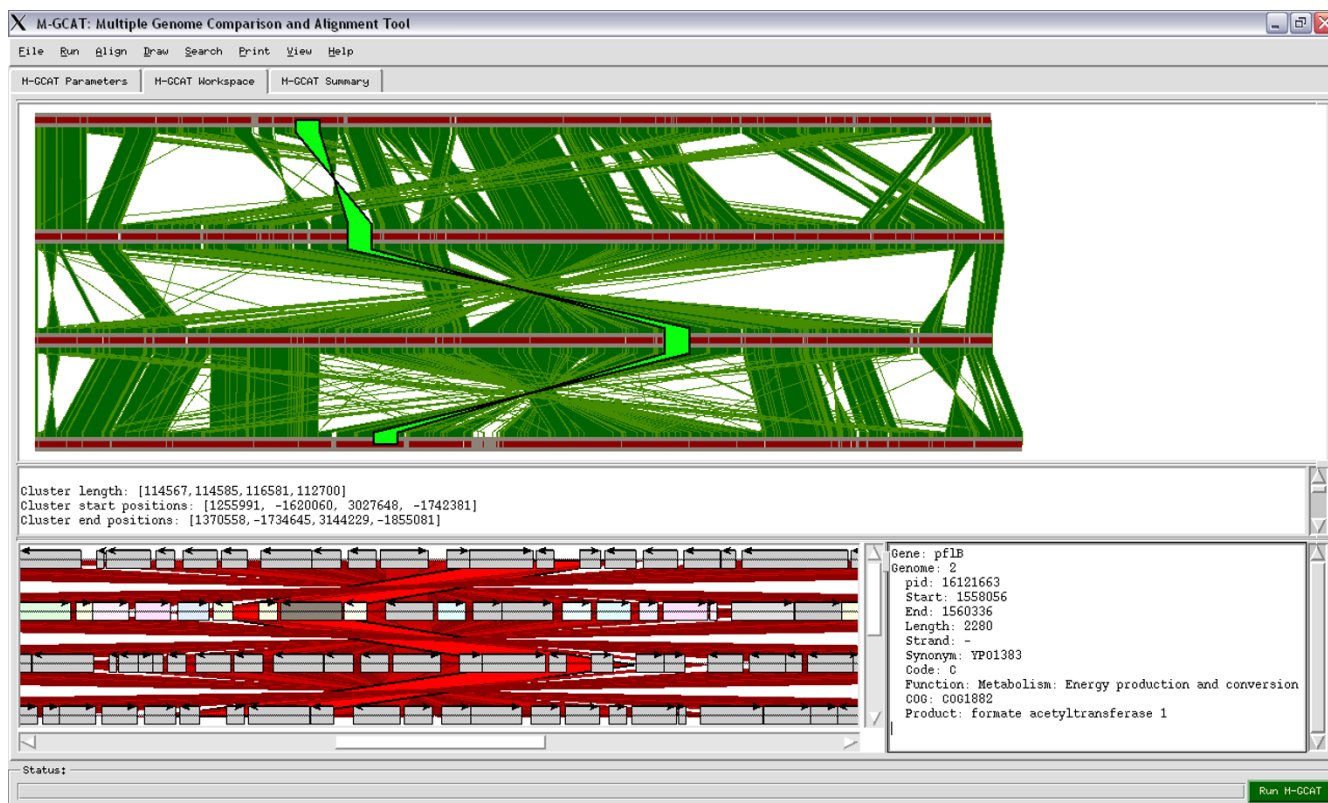 X M-GCAT: Multiple Genome Comparison and Alignment Tool
File Run Align Draw Search Print View Help
M-GCAT Parameters M-GCAT Workspace M-GCAT Summary
Cluster length: [114567,114585,116581,112700]
Cluster start positions: [1255991, -1620060, 3027648, -1742381]
Cluster end positions: [1370558,-1734645,3144229,-1855081]
Gene: pflB
Genome: 2
pid: 16121663
Start: 1558056
End: 1560336
Length: 2280
Strand: -
Synonym: YPO1383
Code: C
Function: Metabolism: Energy production and conversion
COG: COG1882
Product: formate acetyltransferase 1
Status:
Run M-GCAT